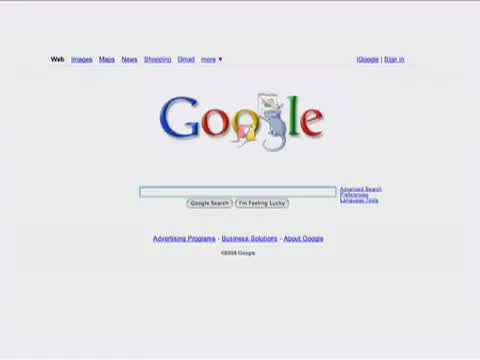 Web Images Maps News Shopping Gmail more ▼ iGoogle | Sign in
Google
Advanced Search
Preferences
Language Tools
Google Search I'm Feeling Lucky
Advertising Programs - Business Solutions - About Google
©2008 Google